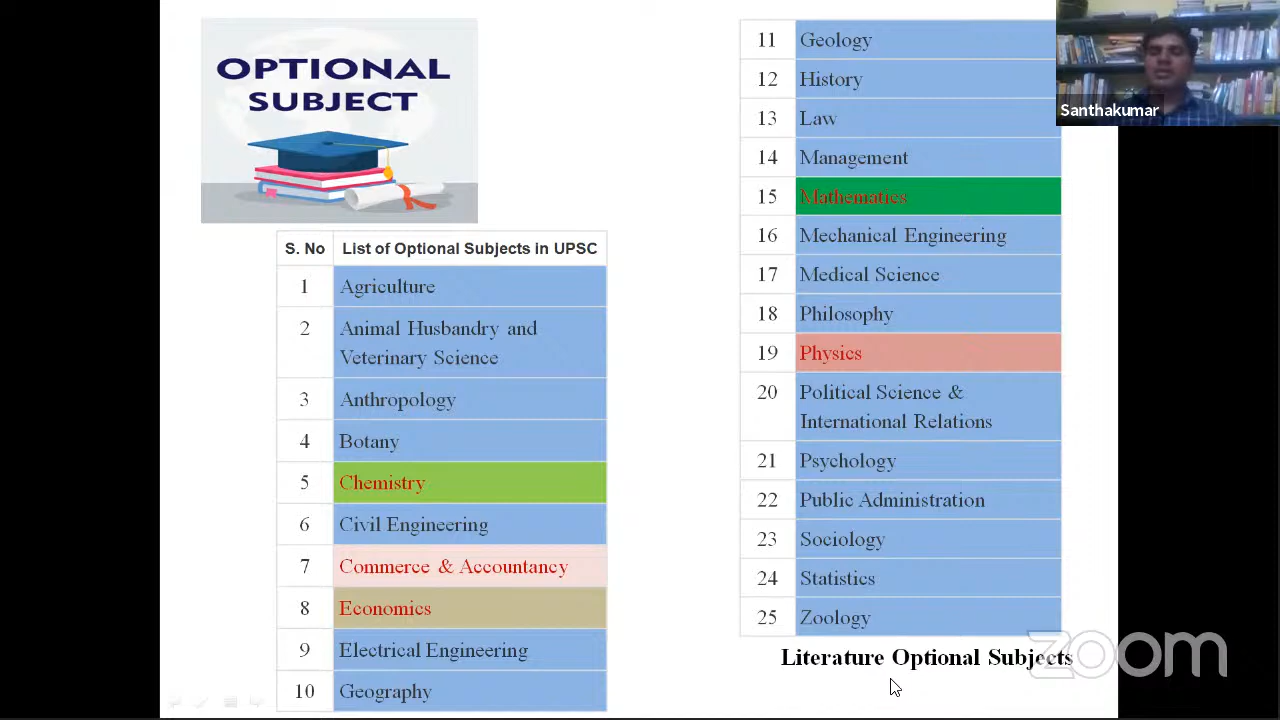 OPTIONAL
SUBJECT
S. No List of Optional Subjects in UPSC
1 Agriculture
2 Animal Husbandry and
Veterinary Science
3 Anthropology
4 Botany
5 Chemistry
6 Civil Engineering
7 Commerce & Accountancy
8 Economics
9 Electrical Engineering
10 Geography
11 Geology
12 History
13 Law
14 Management
15 Mathematics
16 Mechanical Engineering
17 Medical Science
18 Philosophy
19 Physics
20 Political Science &
International Relations
21 Psychology
22 Public Administration
23 Sociology
24 Statistics
25 Zoology
Literature Optional Subjects
Santhakumar
zoom